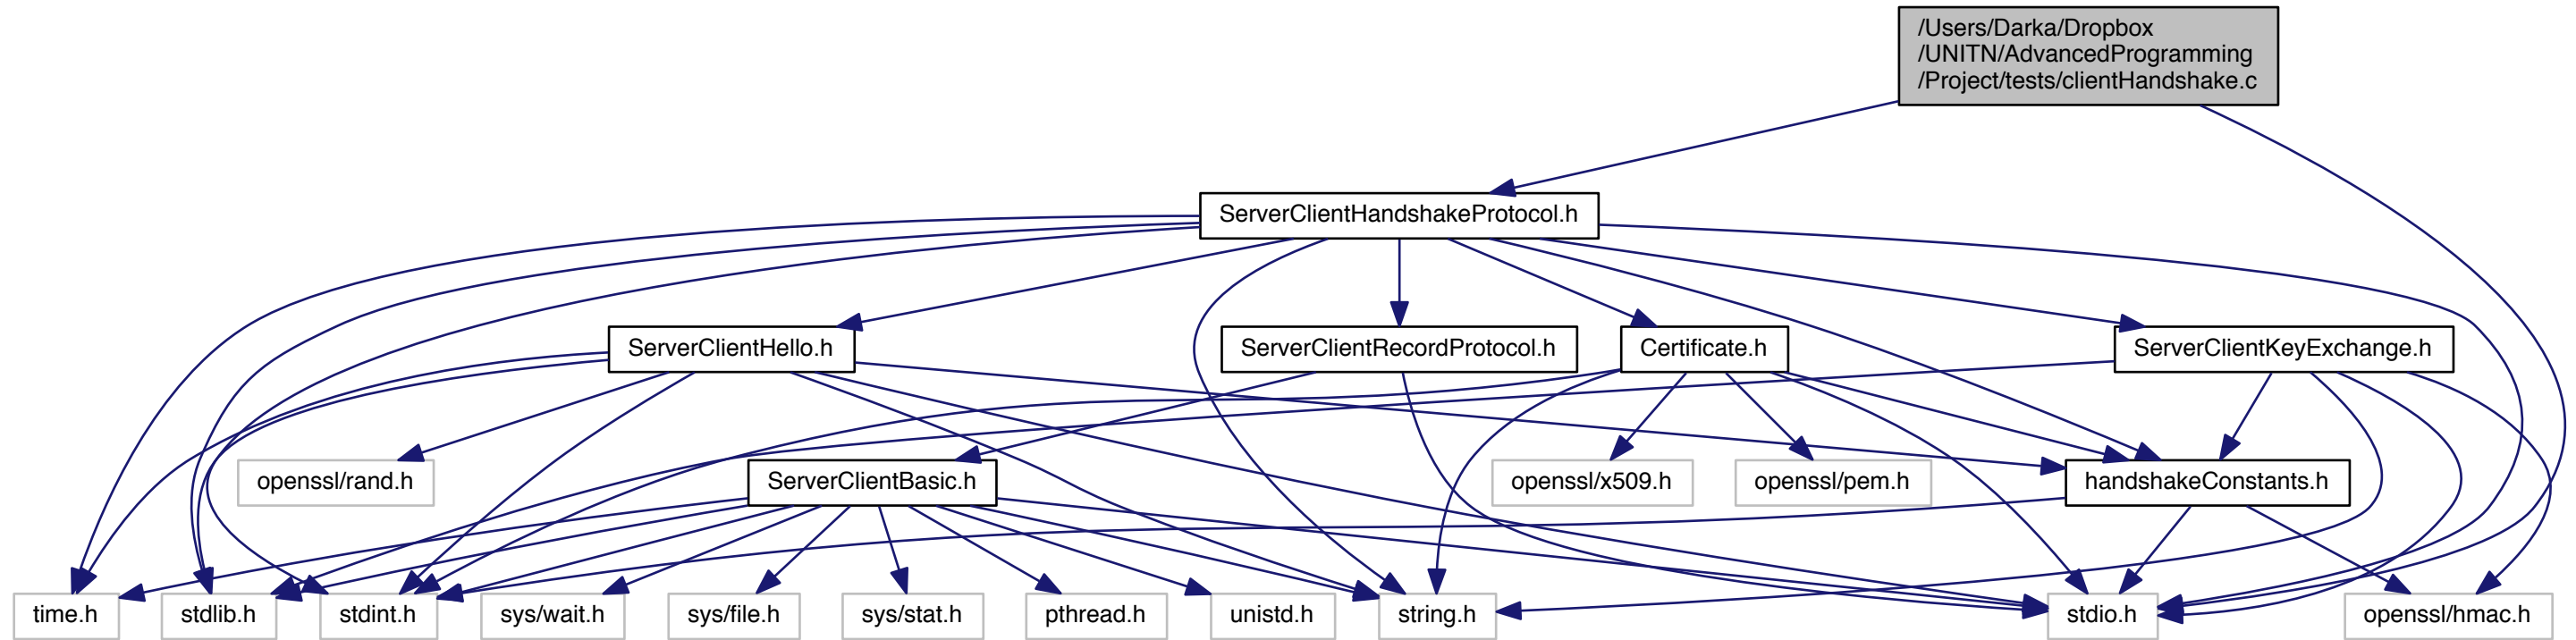 /Users/Darka/Dropbox
/UNITN/AdvancedProgramming
/Project/tests/clientHandshake.c
ServerClientHandshakeProtocol.h
ServerClientHello.h
ServerClientRecordProtocol.h
Certificate.h
ServerClientKeyExchange.h
openssl/rand.h
ServerClientBasic.h
openssl/x509.h
openssl/pem.h
handshakeConstants.h
time.h
stdlib.h
stdint.h
sys/wait.h
sys/file.h
sys/stat.h
pthread.h
unistd.h
string.h
stdio.h
openssl/hmac.h